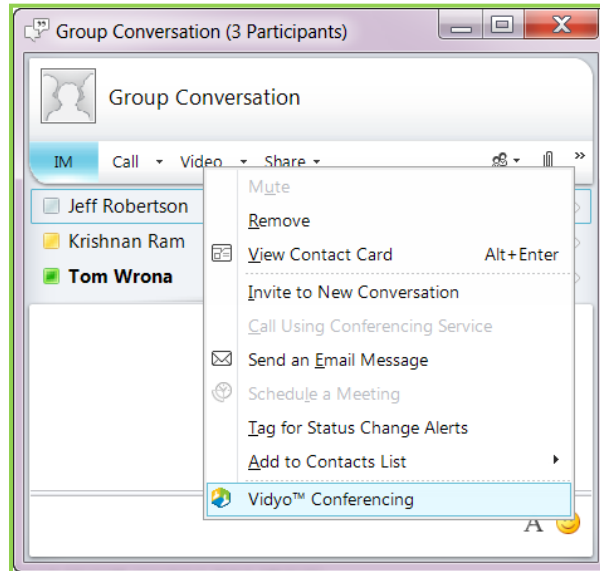 Group Conversation (3 Participants)
Group Conversation
IM Call Video Share
Jeff Robertson
Krishnan Ram
Tom Wrona
Mute
Remove
View Contact Card Alt+Enter
Invite to New Conversation
Call Using Conferencing Service
Send an Email Message
Schedule a Meeting
Tag for Status Change Alerts
Add to Contacts List
Vidyo™ Conferencing
A